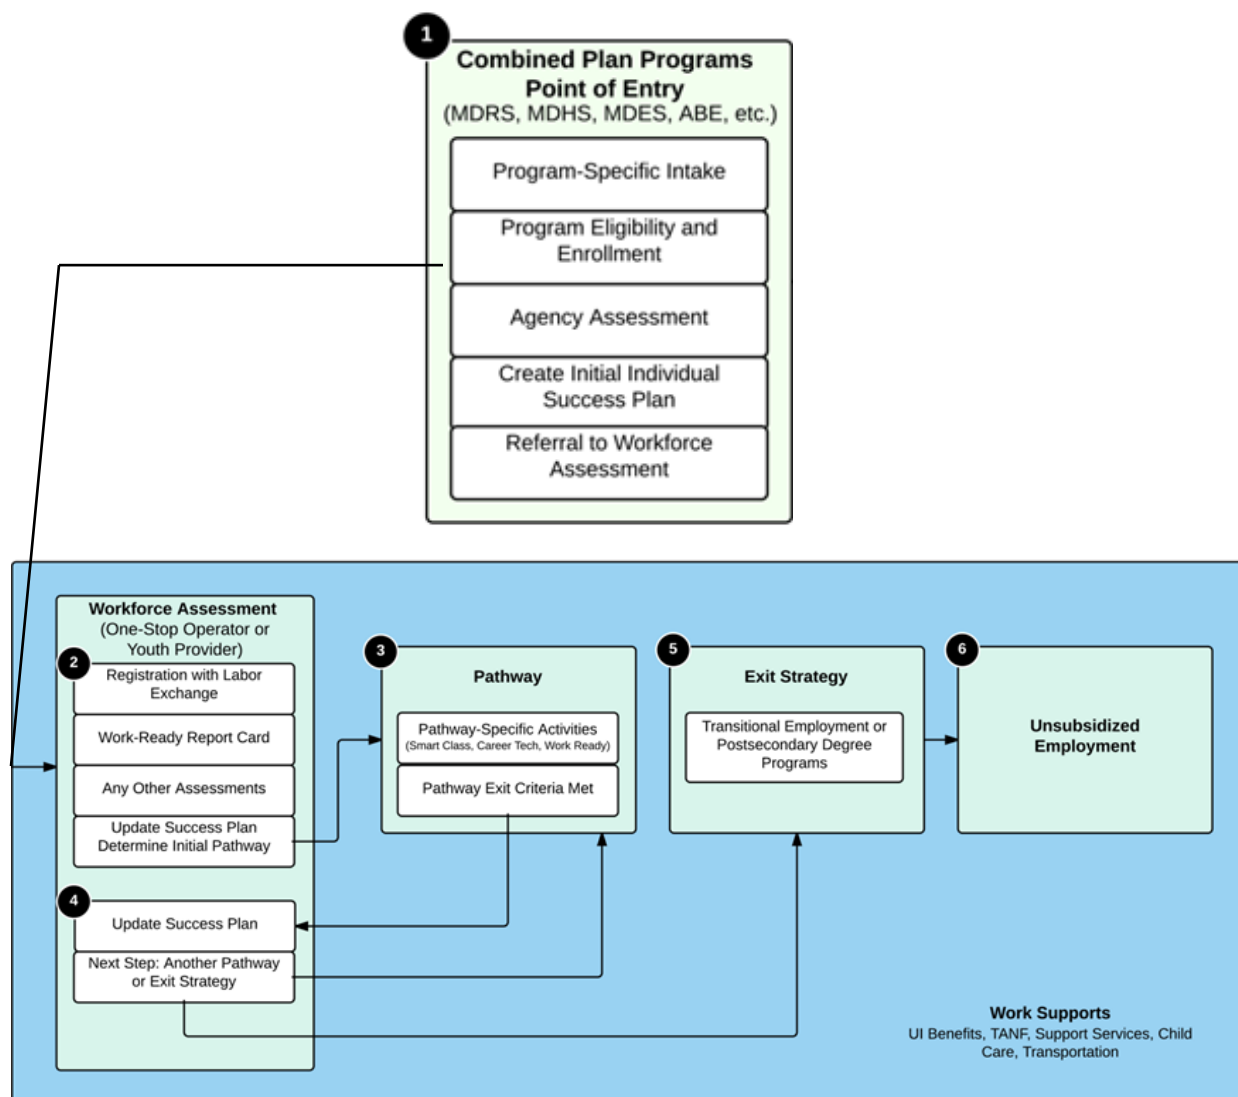 1
Combined Plan Programs
Point of Entry
(MDRS, MDHS, MDES, ABE, etc.)
Program-Specific Intake
Program Eligibility and
Enrollment
Agency Assessment
Create Initial Individual
Success Plan
Referral to Workforce
Assessment
Workforce Assessment
(One-Stop Operator or
Youth Provider)
2
Registration with Labor
Exchange
Work-Ready Report Card
Any Other Assessments
Update Success Plan
Determine Initial Pathway
3
Pathway
Pathway-Specific Activities
(Smart Class, Career Tech, Work Ready)
Pathway Exit Criteria Met
4
Update Success Plan
Next Step: Another Pathway
or Exit Strategy
5
Exit Strategy
Transitional Employment or
Postsecondary Degree
Programs
6
Unsubsidized
Employment
Work Supports
UI Benefits, TANF, Support Services, Child
Care, Transportation